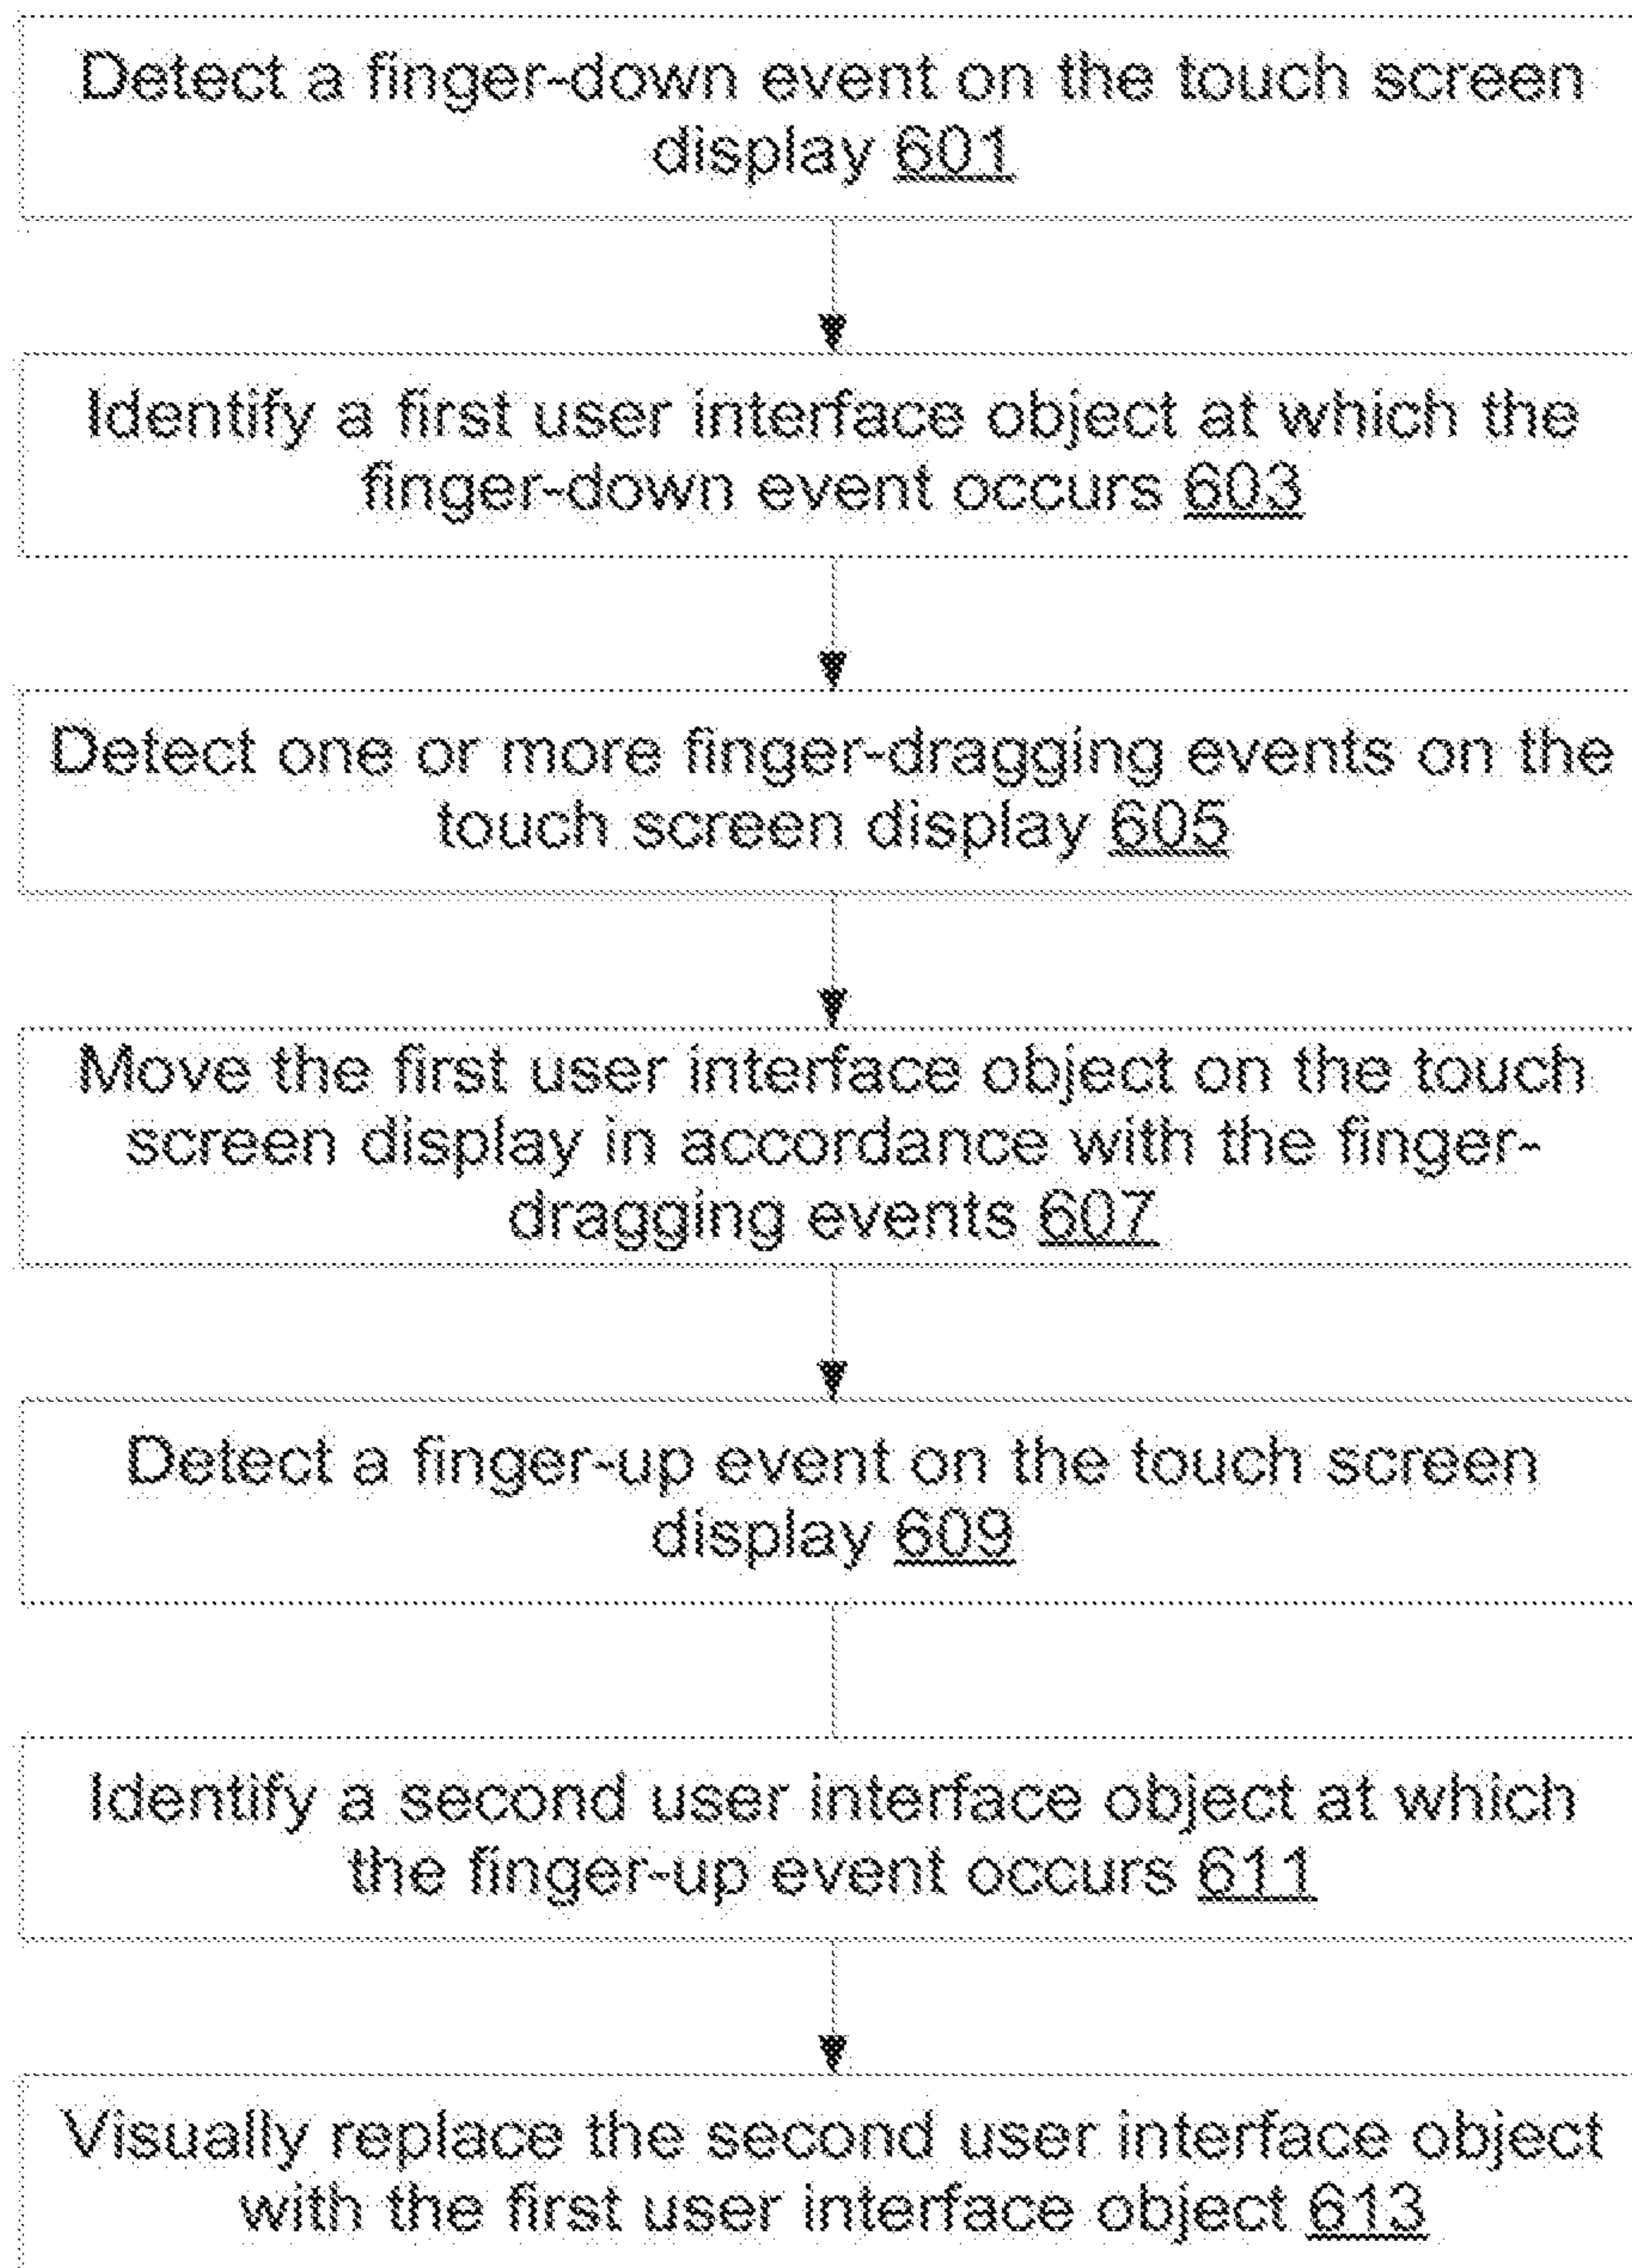 Detect a finger-down event on the touch screen
display 601
Identify a first user interface object at which the
finger-down event occurs 603
Detect one or more finger-dragging events on the
touch screen display 605
Move the first user interface object on the touch
screen display in accordance with the finger-
dragging events 607
Detect a finger-up event on the touch screen
display 609
Identify a second user interface object at which
the finger-up event occurs 611
Visually replace the second user interface object
with the first user interface object 613